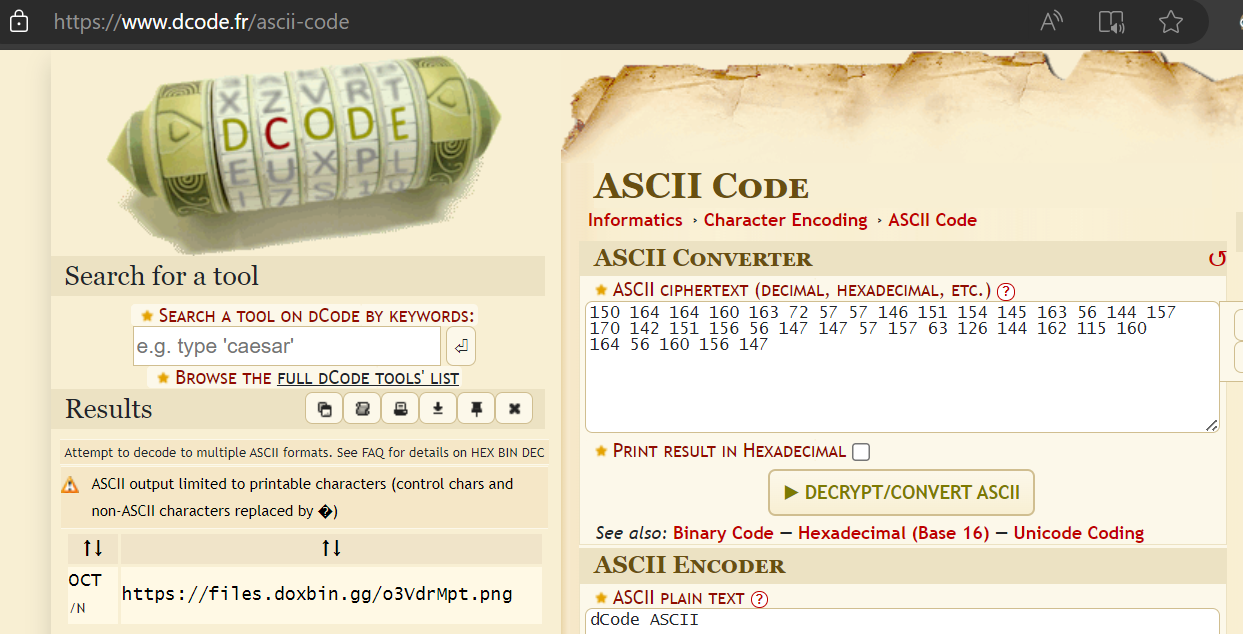 https://www.dcode.fr/ascii-code
X Z V R T
D C O D E
E U X P L
ASCII Code
Informatics › Character Encoding › ASCII Code
Search for a tool
★ Search a tool on dCode by keywords:
e.g. type 'caesar'
★ Browse the full dCode tools' list
Results
Attempt to decode to multiple ASCII formats. See FAQ for details on HEX BIN DEC
ASCII output limited to printable characters (control chars and
non-ASCII characters replaced by �)
↑↓ ↑↓
OCT
/N
https://files.doxbin.gg/o3VdrMpt.png
ASCII Converter
★ ASCII ciphertext (decimal, hexadecimal, etc.) ?
150 164 164 160 163 72 57 57 146 151 154 145 163 56 144 157
170 142 151 156 56 147 147 57 157 63 126 144 162 115 160
164 56 160 156 147
★ Print result in Hexadecimal
▶ DECRYPT/CONVERT ASCII
See also: Binary Code — Hexadecimal (Base 16) — Unicode Coding
ASCII Encoder
★ ASCII plain text ?
dCode ASCII